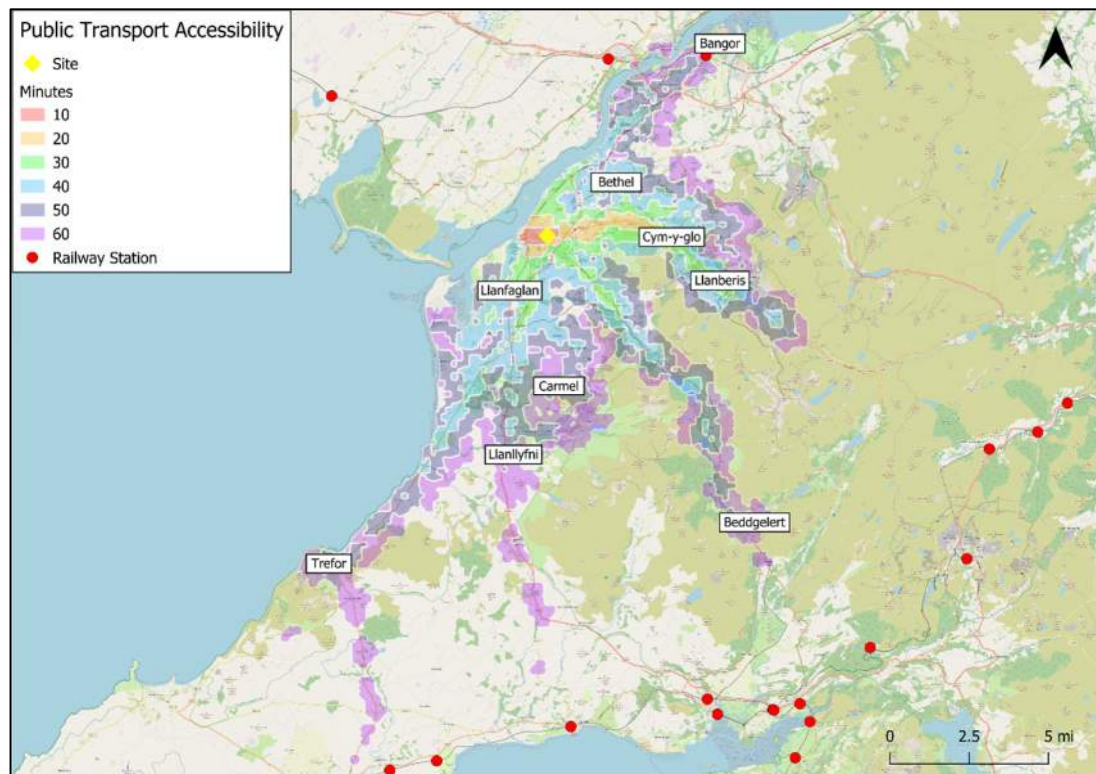 Public Transport Accessibility
Site
Minutes
10
20
30
40
50
60
Railway Station
Bangor
Bethel
Cym-y-glo
Llanberis
Llanfaglan
Carmel
Llanllyfni
Beddgelert
Trefor
0 2.5 5 mi